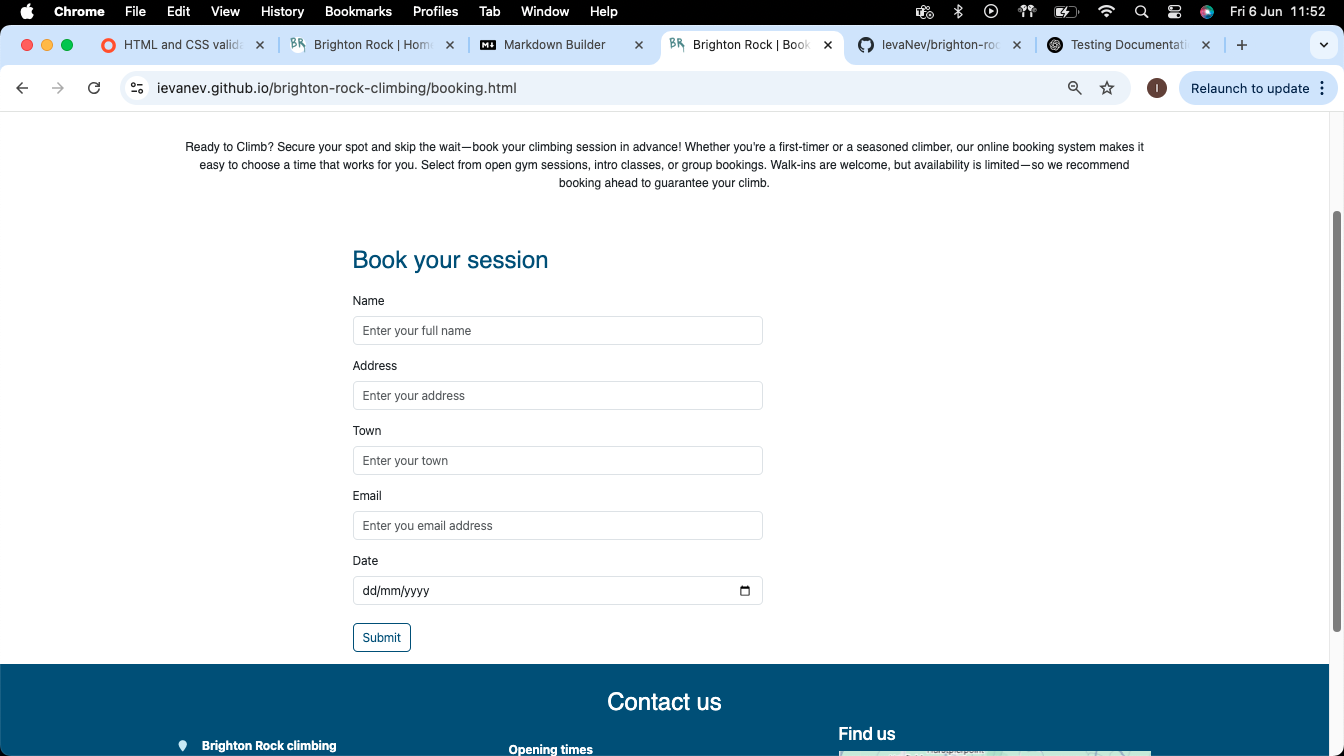 Chrome File Edit View History Bookmarks Profiles Tab Window Help Fri 6 Jun 11:52
HTML and CSS valida Brighton Rock | Hom Markdown Builder Brighton Rock | Book IevaNev/brighton-roc Testing Documentati
ievanev.github.io/brighton-rock-climbing/booking.html I Relaunch to update
Ready to Climb? Secure your spot and skip the wait—book your climbing session in advance! Whether you're a first-timer or a seasoned climber, our online booking system makes it
easy to choose a time that works for you. Select from open gym sessions, intro classes, or group bookings. Walk-ins are welcome, but availability is limited—so we recommend
booking ahead to guarantee your climb.
Book your session
Name
Enter your full name
Address
Enter your address
Town
Enter your town
Email
Enter you email address
Date
dd/mm/yyyy
Submit
Contact us
Find us
Brighton Rock climbing
Opening times